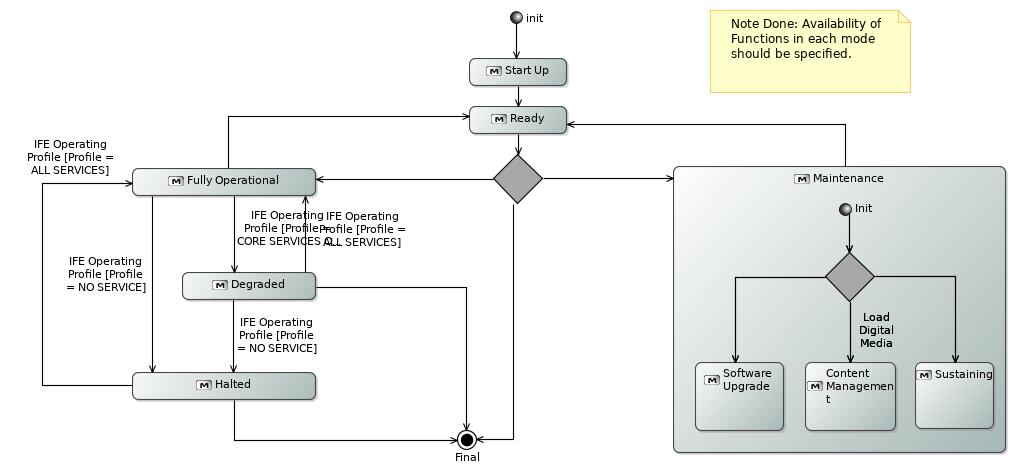 init
Note Done: Availability of
Functions in each mode
should be specified.
M Start Up
M Ready
IFE Operating
Profile [Profile =
ALL SERVICES]
M Fully Operational
M Maintenance
Init
IFE Operating
Profile [Profile =
CORE SERVICES O
IFE Operating
Profile [Profile =
ALL SERVICES]
IFE Operating
Profile [Profile
= NO SERVICE]
M Degraded
IFE Operating
Profile [Profile
= NO SERVICE]
Load
Digital
Media
M Software
Upgrade
M Content
Managemen
t
M Sustaining
M Halted
Final